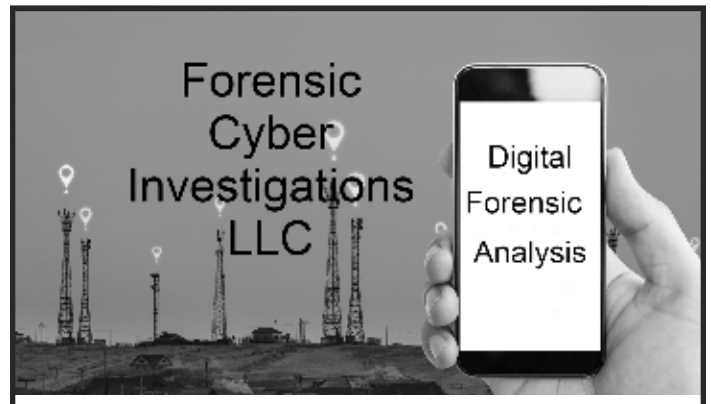 Forensic
Cyber
Investigations
LLC
Digital
Forensic
Analysis